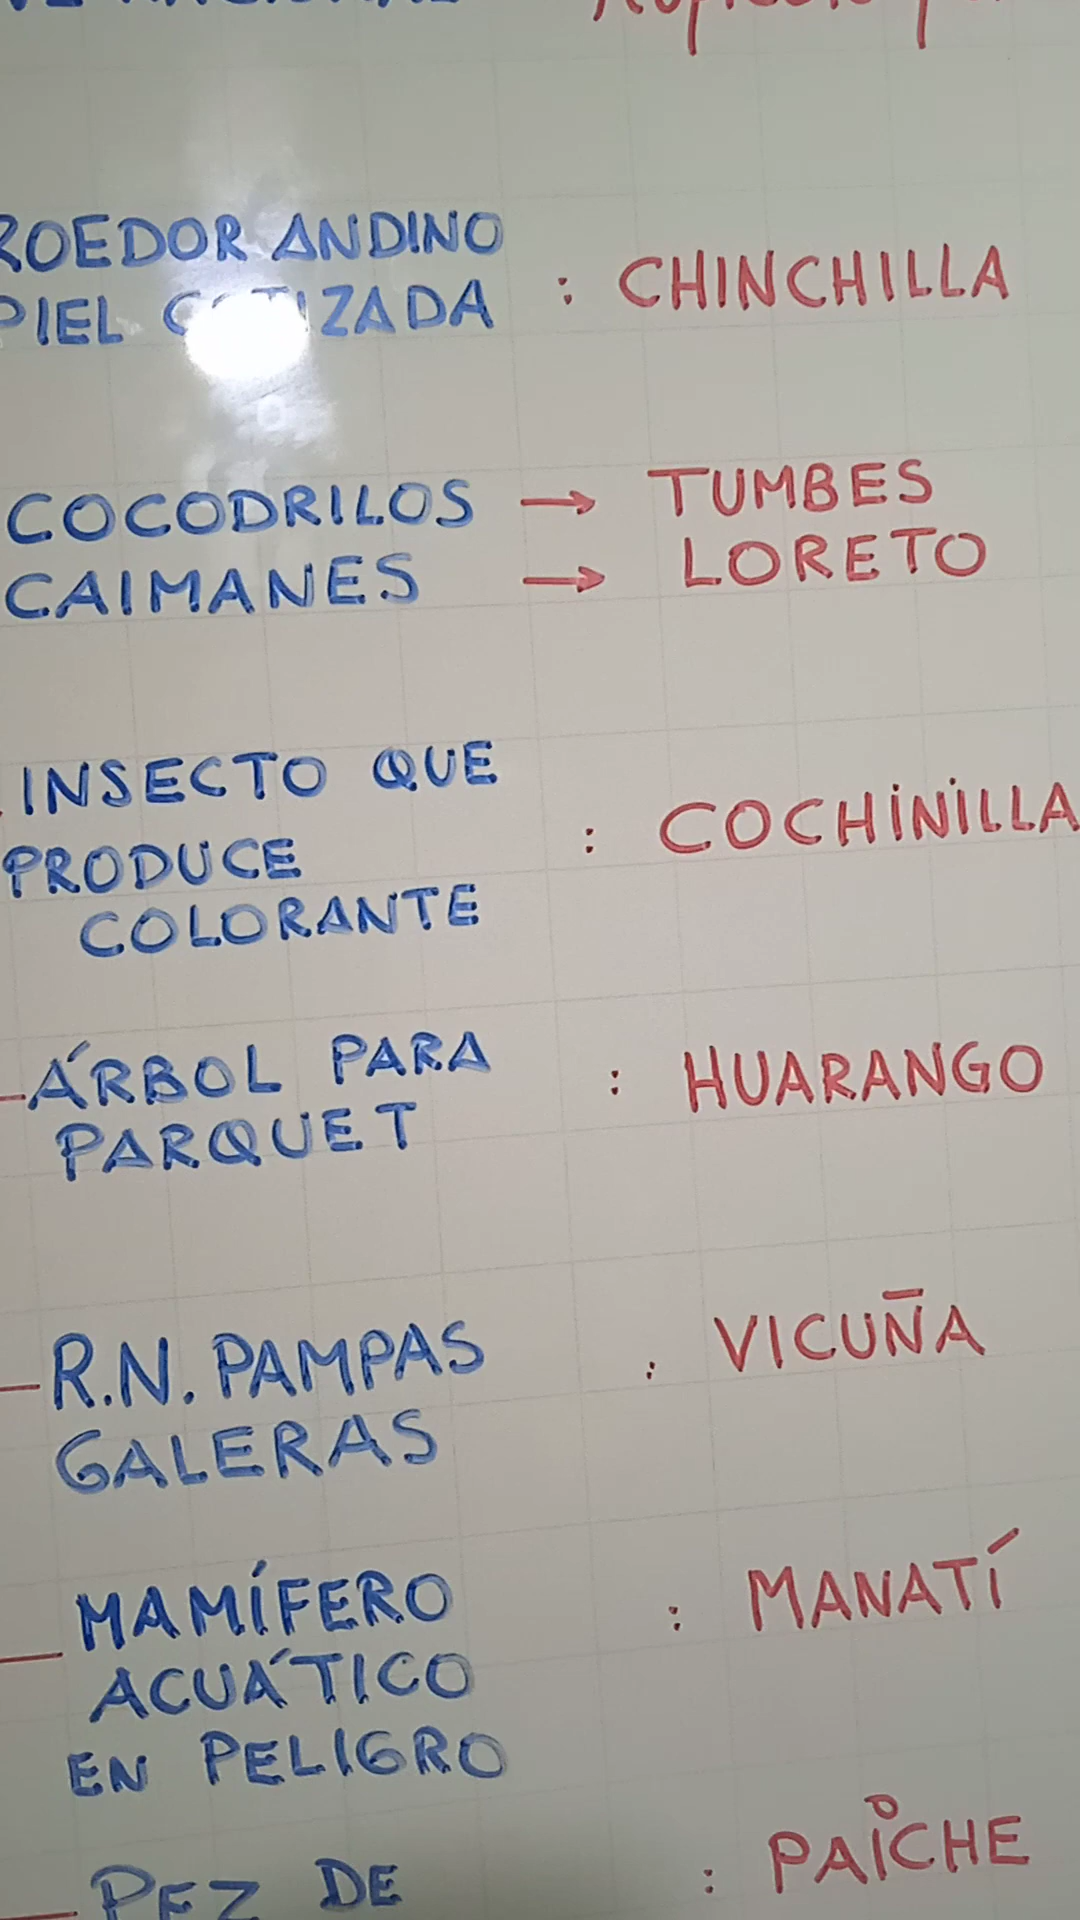 ROEDOR ANDINO
PIEL COTIZADA : CHINCHILLA
COCODRILOS → TUMBES
CAIMANES → LORETO
INSECTO QUE
PRODUCE : COCHINILLA
COLORANTE
ÁRBOL PARA : HUARANGO
PARQUET
R.N. PAMPAS : VICUÑA
GALERAS
MAMÍFERO : MANATÍ
ACUÁTICO
EN PELIGRO
PEZ DE : PAICHE